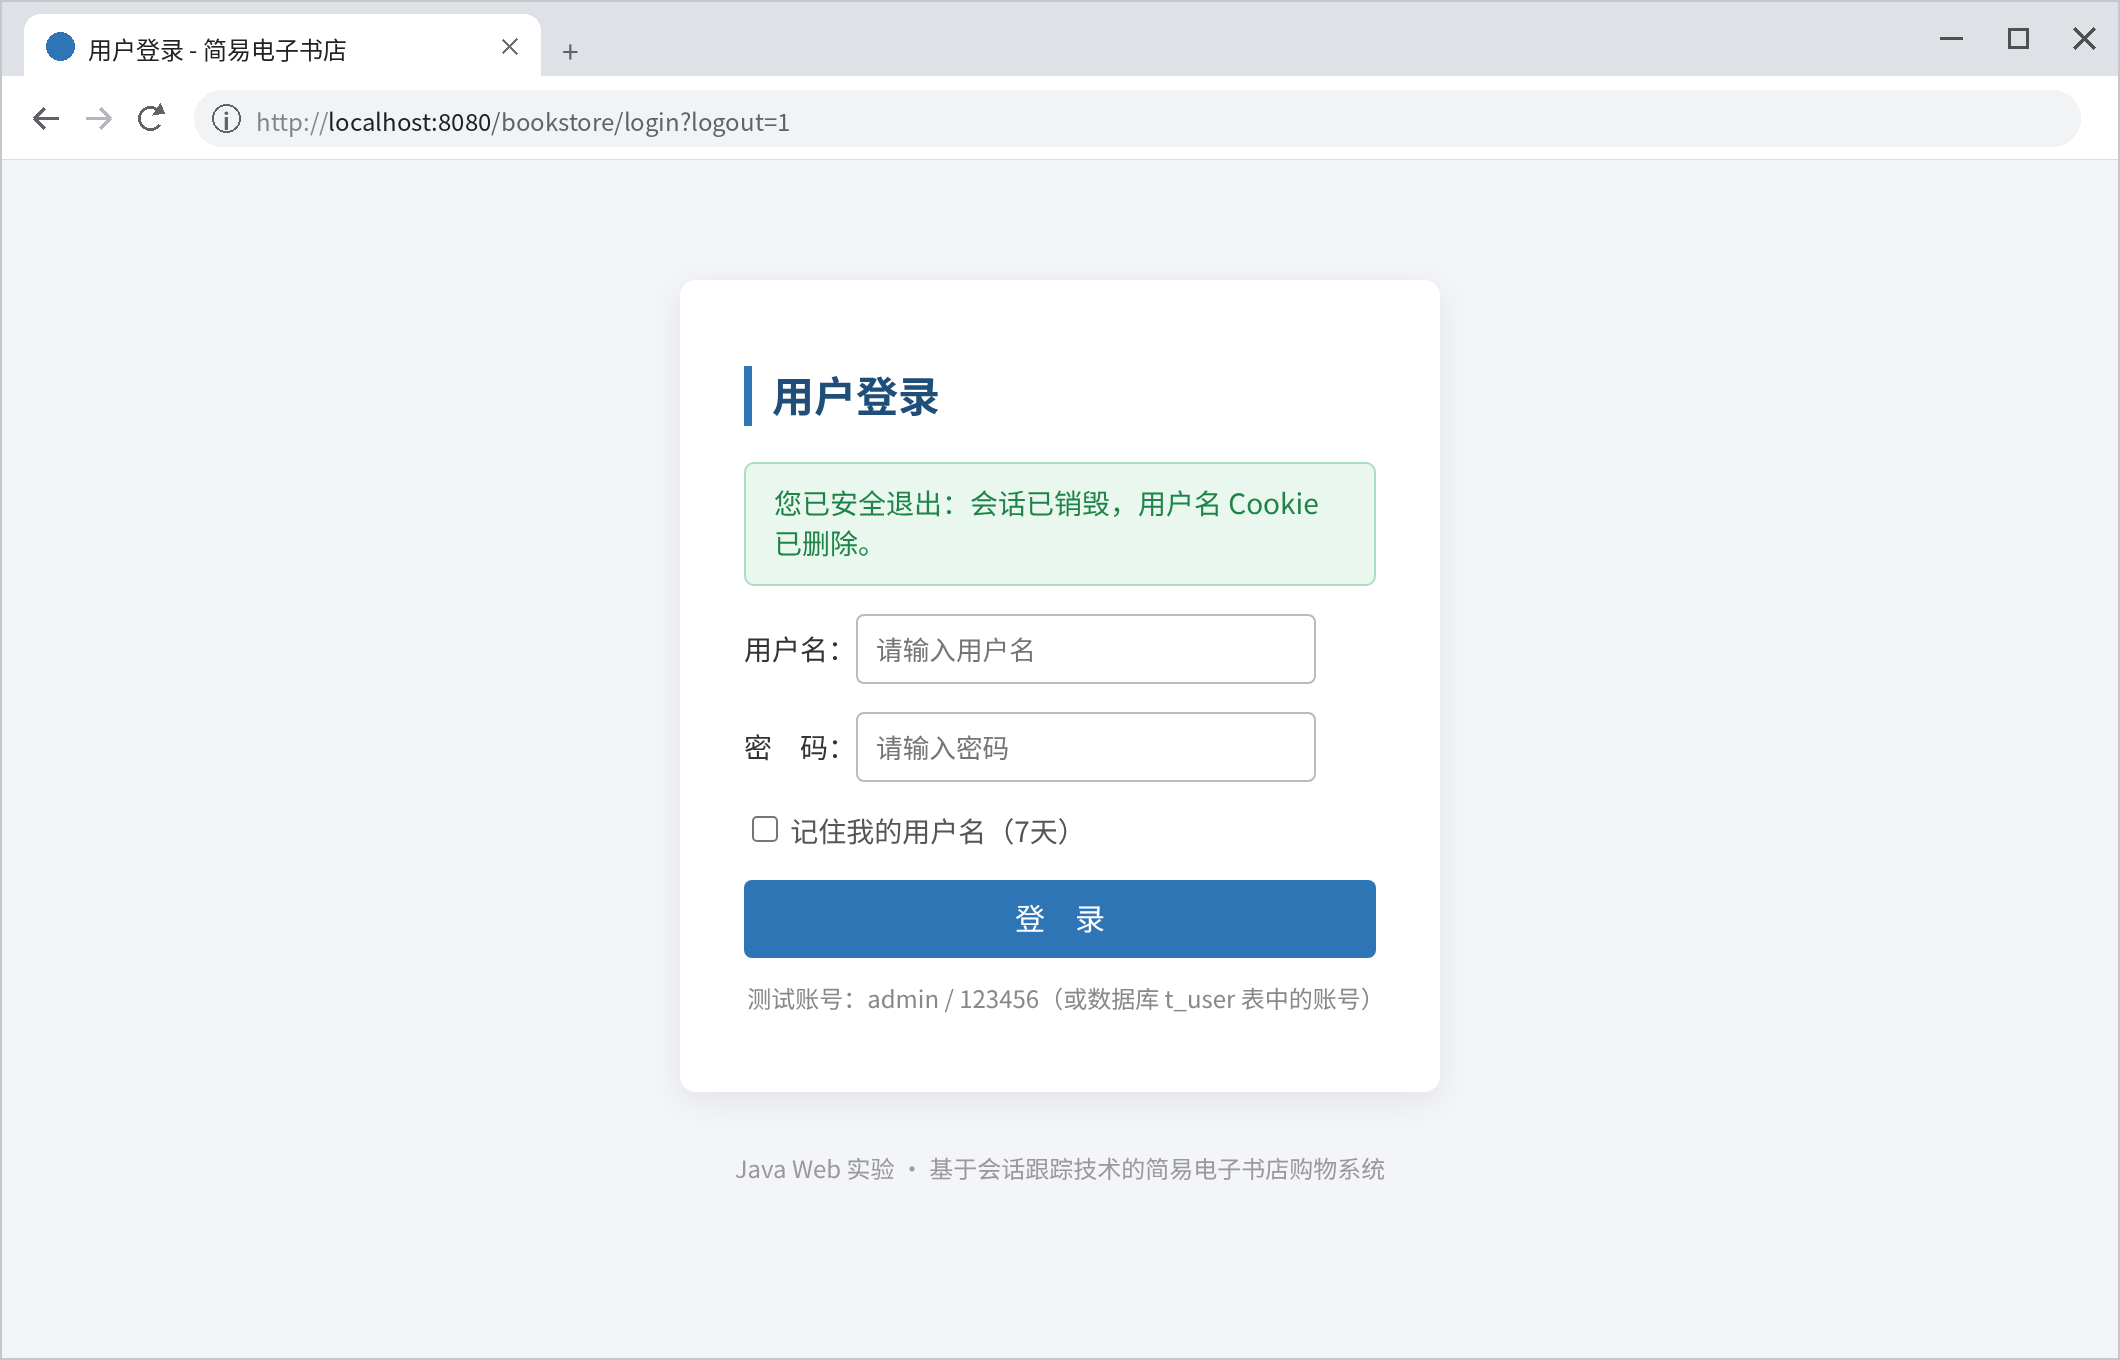 用户登录 - 简易电子书店
http://localhost:8080/bookstore/login?logout=1
用户登录
您已安全退出：会话已销毁，用户名 Cookie
已删除。
用户名： 请输入用户名
密　码： 请输入密码
记住我的用户名（7天）
登　录
测试账号：admin / 123456（或数据库 t_user 表中的账号）
Java Web 实验 · 基于会话跟踪技术的简易电子书店购物系统